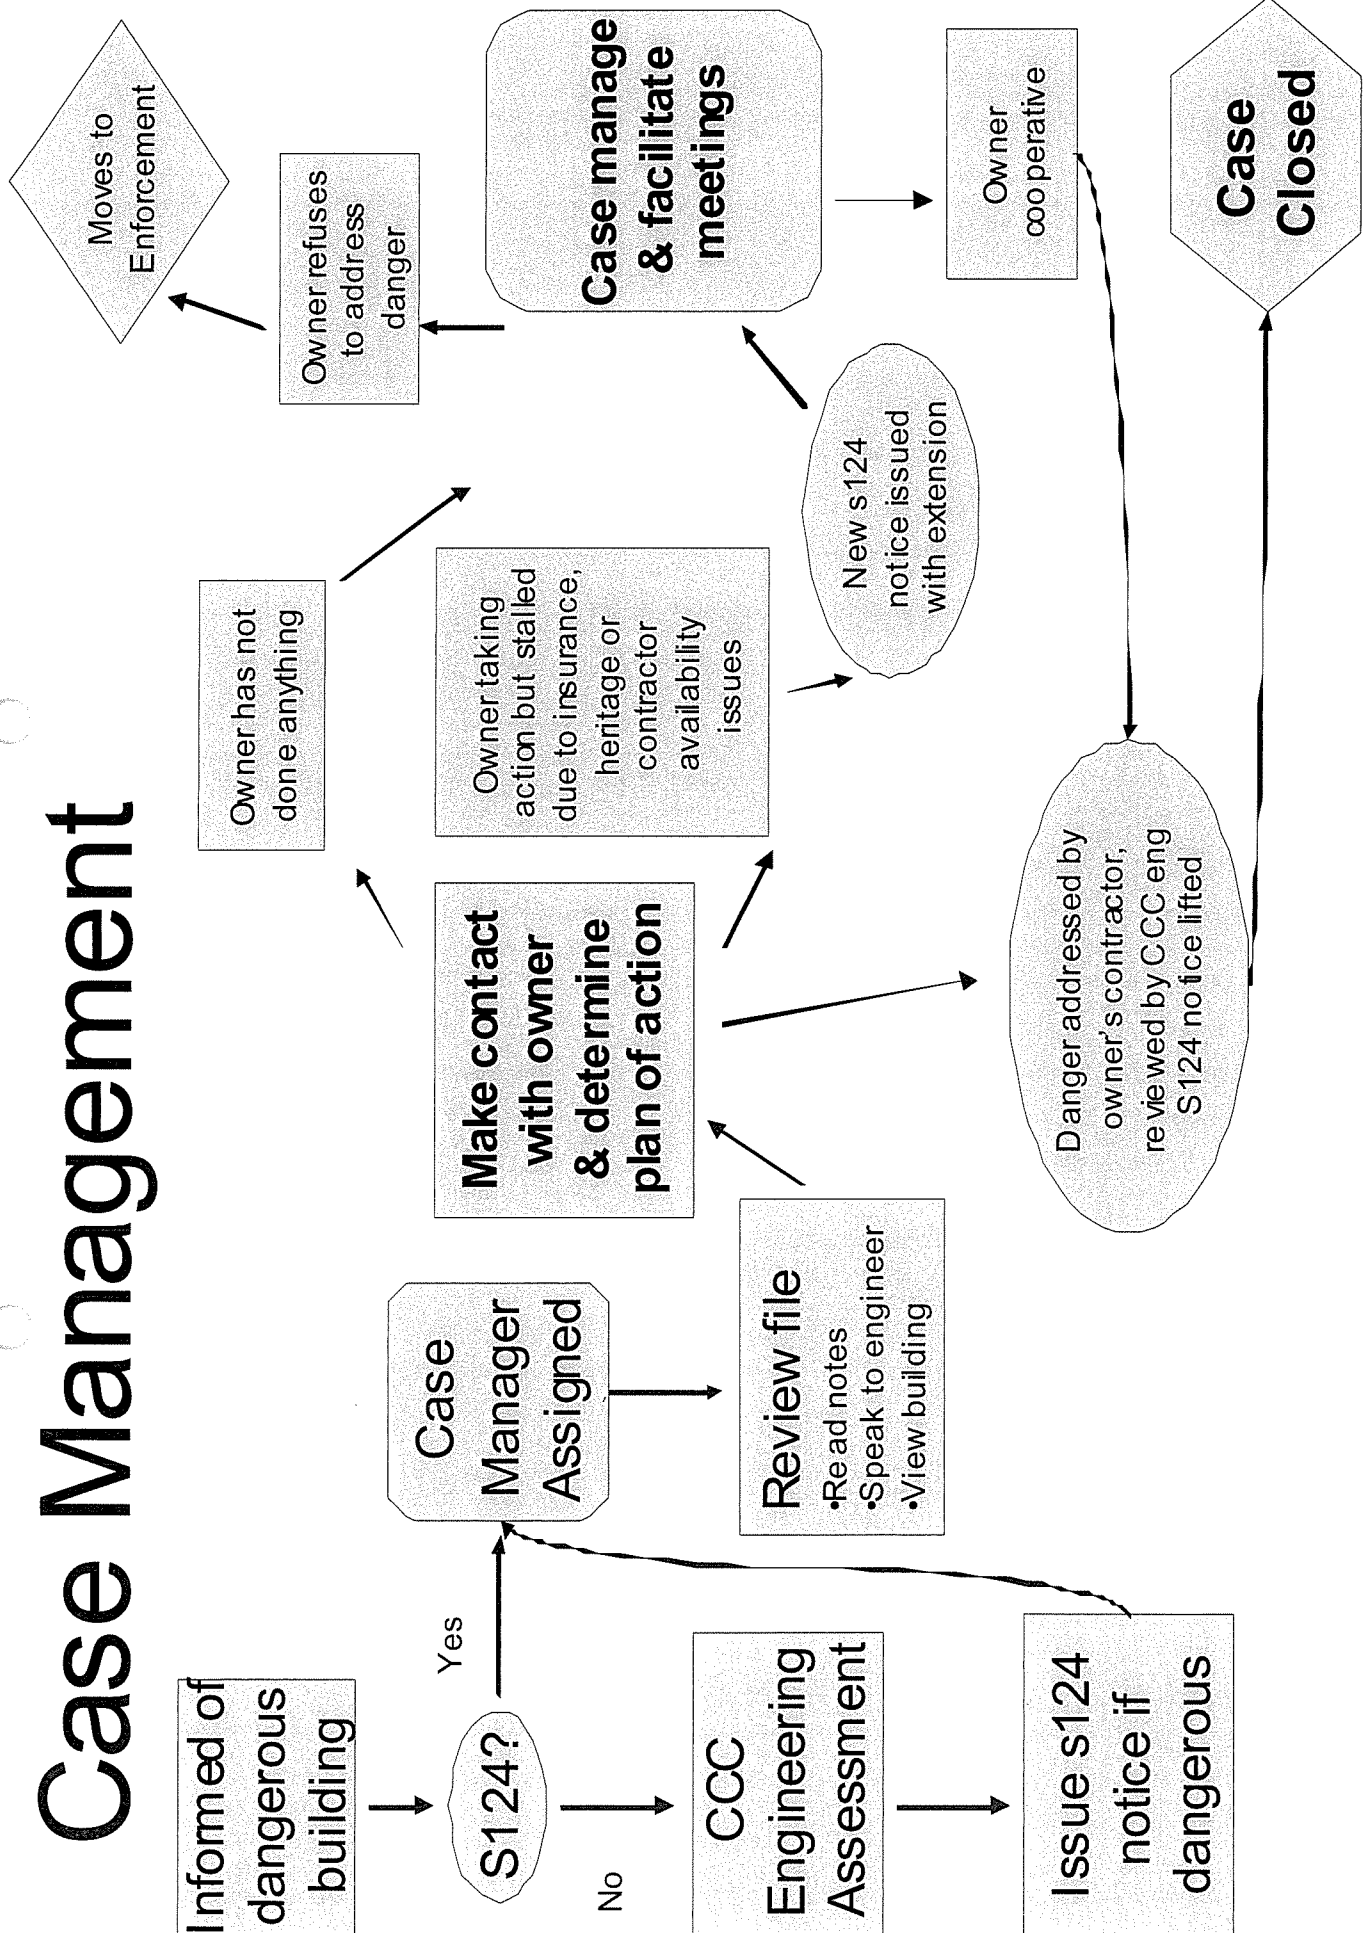 Case Management
Informed of
dangerous
building
S124?
Yes
No
CCC
Engineering
Assessment
Issue s124
notice if
dangerous
Case
Manager
Assigned
Review file
•Read notes
•Speak to engineer
•View building
Make contact
with owner
& determine
plan of action
Owner has not
done anything
Owner taking
action but stalled
due to insurance,
heritage or
contractor
availability
issues
Danger addressed by
owner's contractor,
reviewed by CCC eng
S124 notice lifted
New s124
notice issued
with extension
Owner refuses
to address
danger
Moves to
Enforcement
Case manage
& facilitate
meetings
Owner
cooperative
Case
Closed